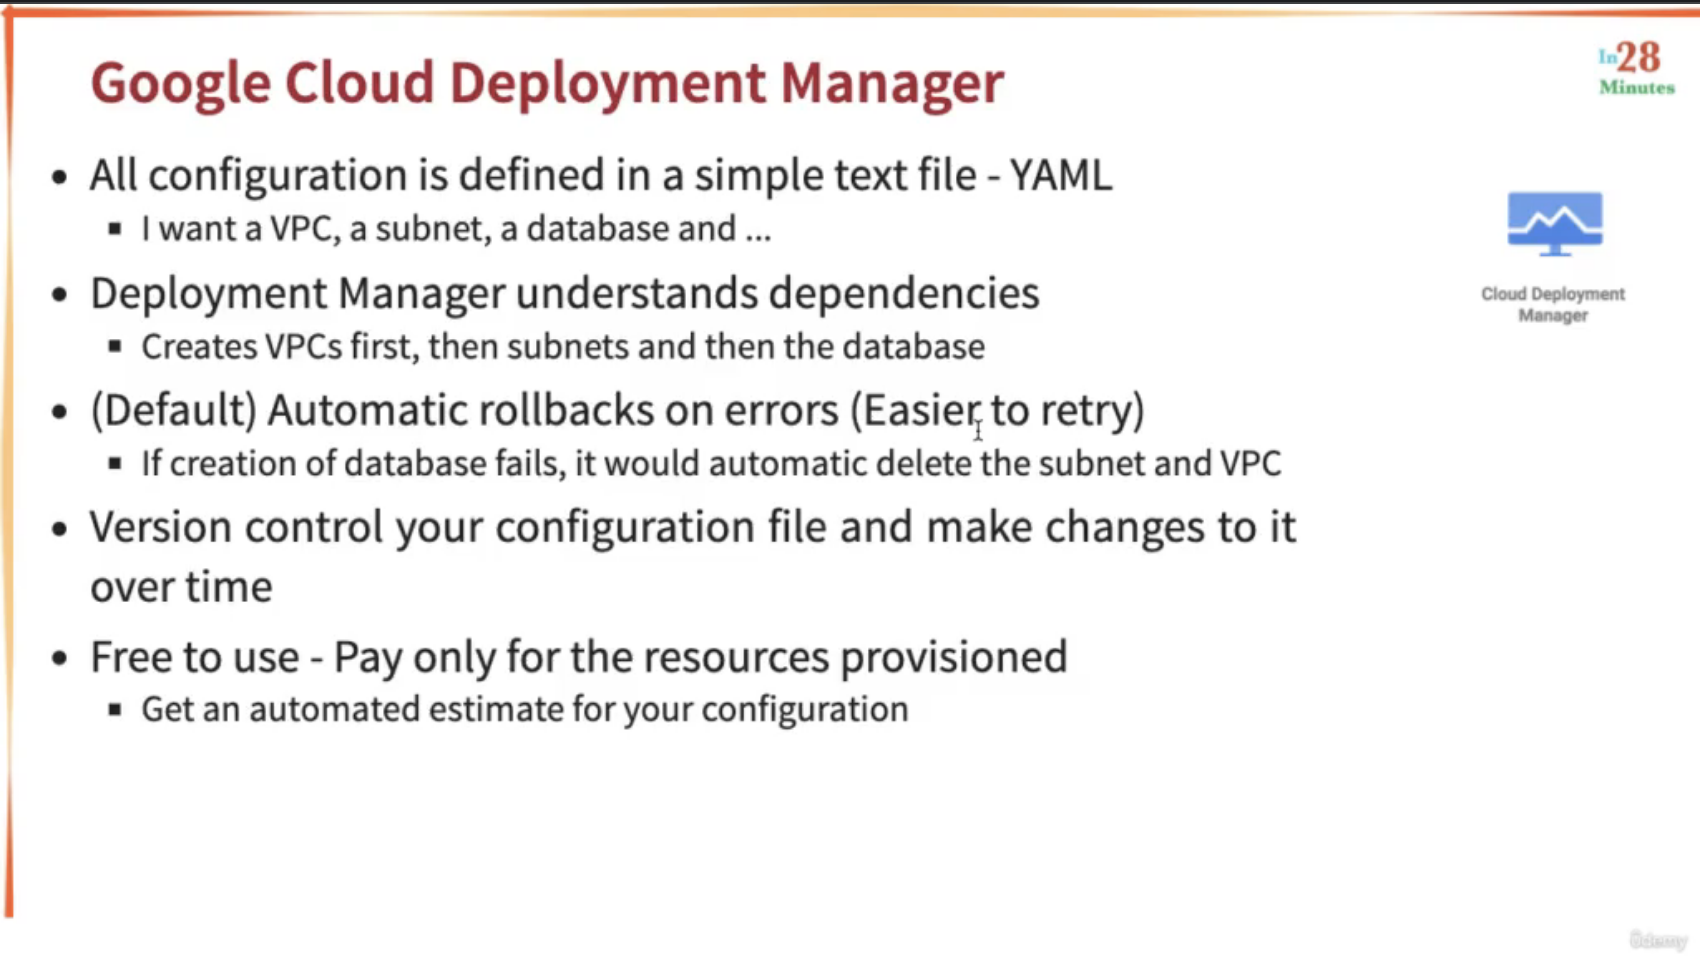 Google Cloud Deployment Manager
In28
Minutes
• All configuration is defined in a simple text file - YAML
▪ I want a VPC, a subnet, a database and ...
• Deployment Manager understands dependencies
▪ Creates VPCs first, then subnets and then the database
• (Default) Automatic rollbacks on errors (Easier to retry)
▪ If creation of database fails, it would automatic delete the subnet and VPC
• Version control your configuration file and make changes to it
over time
• Free to use - Pay only for the resources provisioned
▪ Get an automated estimate for your configuration
Cloud Deployment
Manager
ûdemy